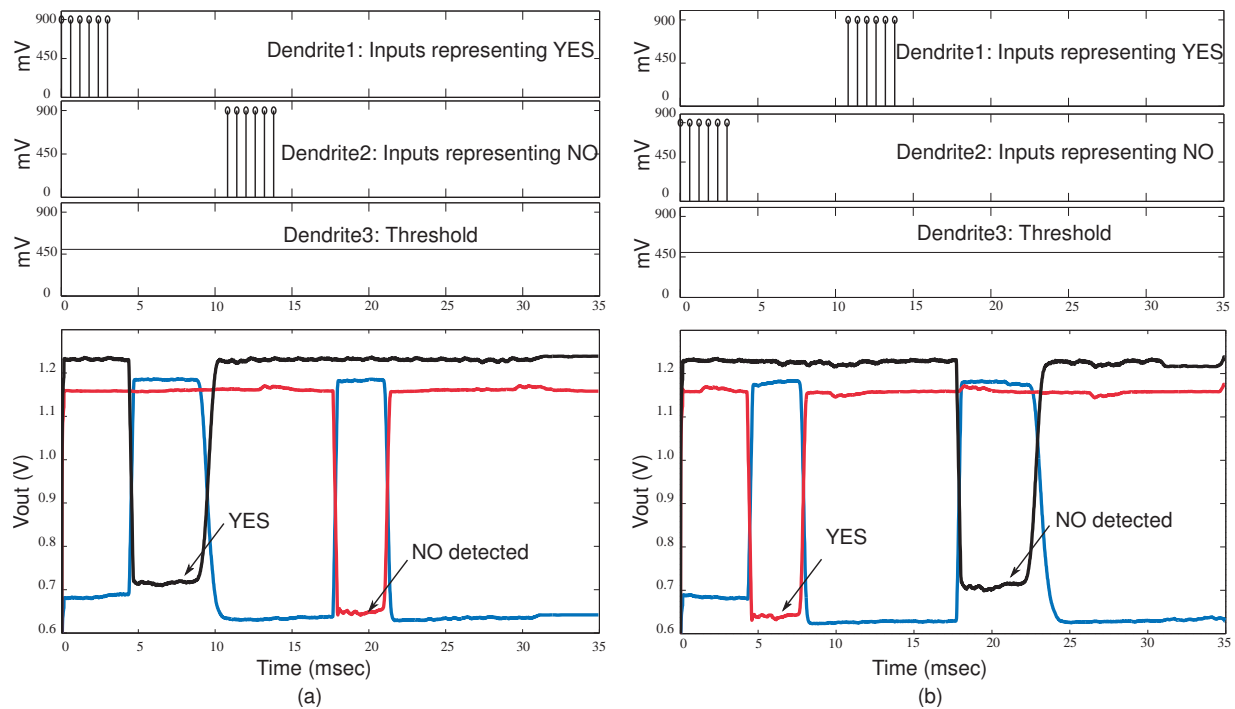 900
mV
450
0
Dendrite1: Inputs representing YES
900
mV
450
0
Dendrite2: Inputs representing NO
900
mV
450
0
Dendrite3: Threshold
0 5 10 15 20 25 30 35
1.2
1.1
1.0
0.9
0.8
0.7
0.6
Vout (V)
YES
NO detected
0 5 10 15 20 25 30 35
Time (msec)
(a)
900
mV
450
0
Dendrite1: Inputs representing YES
900
mV
450
0
Dendrite2: Inputs representing NO
900
mV
450
0
Dendrite3: Threshold
0 5 10 15 20 25 30 35
1.2
1.1
1.0
0.9
0.8
0.7
0.6
Vout (V)
YES
NO detected
0 5 10 15 20 25 30 35
Time (msec)
(b)